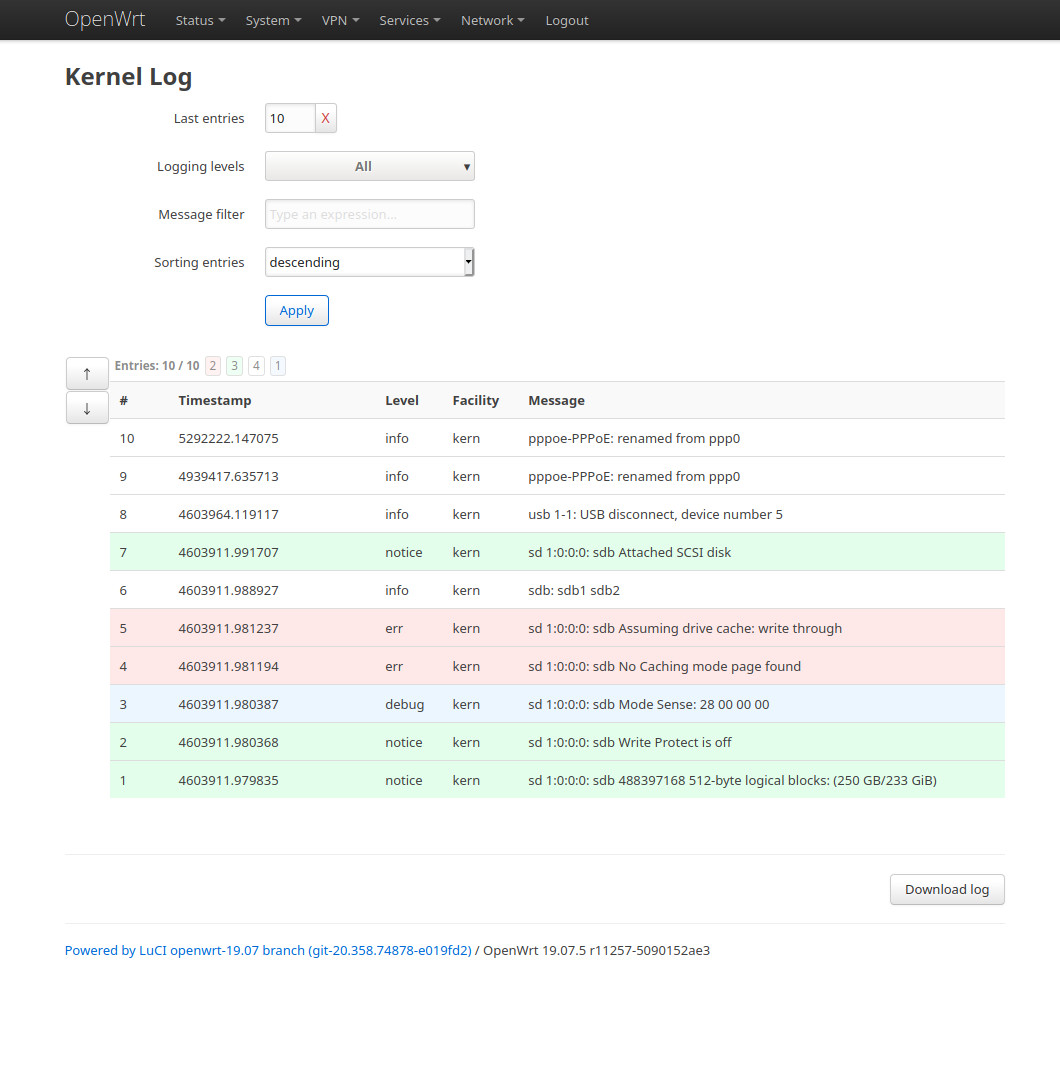 OpenWrt Status System VPN Services Network Logout
Kernel Log
Last entries 10 X
Logging levels All
Message filter Type an expression...
Sorting entries descending
Apply
↑ Entries: 10 / 10 2 3 4 1
↓ # Timestamp Level Facility Message
10 5292222.147075 info kern pppoe-PPPoE: renamed from ppp0
9 4939417.635713 info kern pppoe-PPPoE: renamed from ppp0
8 4603964.119117 info kern usb 1-1: USB disconnect, device number 5
7 4603911.991707 notice kern sd 1:0:0:0: sdb Attached SCSI disk
6 4603911.988927 info kern sdb: sdb1 sdb2
5 4603911.981237 err kern sd 1:0:0:0: sdb Assuming drive cache: write through
4 4603911.981194 err kern sd 1:0:0:0: sdb No Caching mode page found
3 4603911.980387 debug kern sd 1:0:0:0: sdb Mode Sense: 28 00 00 00
2 4603911.980368 notice kern sd 1:0:0:0: sdb Write Protect is off
1 4603911.979835 notice kern sd 1:0:0:0: sdb 488397168 512-byte logical blocks: (250 GB/233 GiB)
Download log
Powered by LuCI openwrt-19.07 branch (git-20.358.74878-e019fd2) / OpenWrt 19.07.5 r11257-5090152ae3